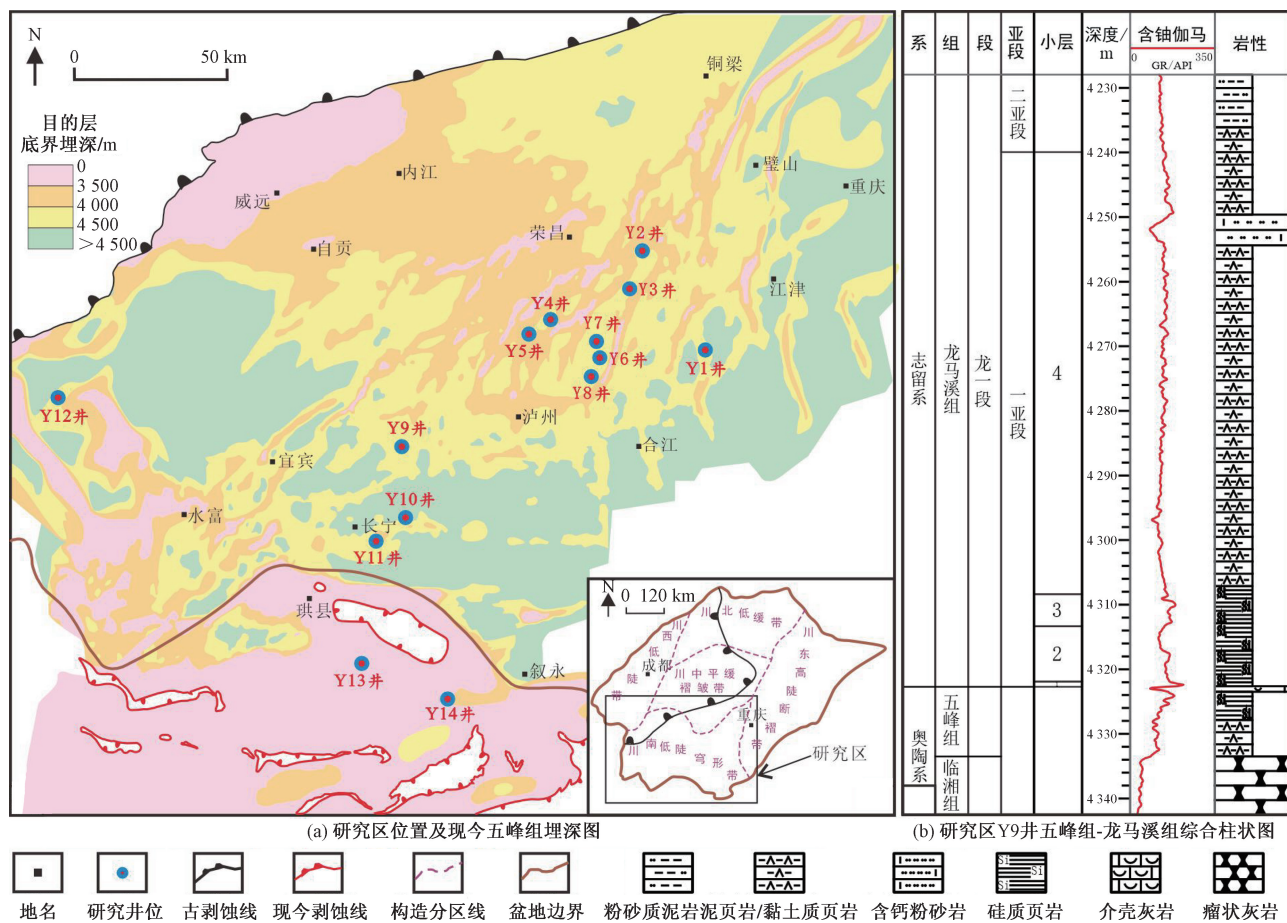 N
0 50 km
目的层
底界埋深/m
0
3 500
4 000
4 500
>4 500
铜梁
璧山
重庆
内江
威远
自贡
荣昌
Y2井
Y3井
江津
Y4井
Y5井
Y7井
Y6井
Y1井
Y8井
Y12井
泸州
Y9井
合江
宜宾
Y10井
水富
长宁
Y11井
珙县
叙永
Y13井
Y14井
N
0 120 km
川北低缓带
川西低陡带
成都
川中平缓
褶皱带
川东高陡断褶带
重庆
川南低陡穹形带
研究区
(a) 研究区位置及现今五峰组埋深图
系 组 段 亚段 小层 深度/m 含铀伽马 岩性
0 GR/API 350
志留系
奥陶系
龙马溪组
五峰组
临湘组
龙一段
二亚段
一亚段
4
3
2
1
4 230
4 240
4 250
4 260
4 270
4 280
4 290
4 300
4 310
4 320
4 330
4 340
(b) 研究区Y9井五峰组-龙马溪组综合柱状图
Si Si
地名 研究井位 古剥蚀线 现今剥蚀线 构造分区线 盆地边界 粉砂质泥岩 泥页岩/黏土质页岩 含钙粉砂岩 硅质页岩 介壳灰岩 瘤状灰岩